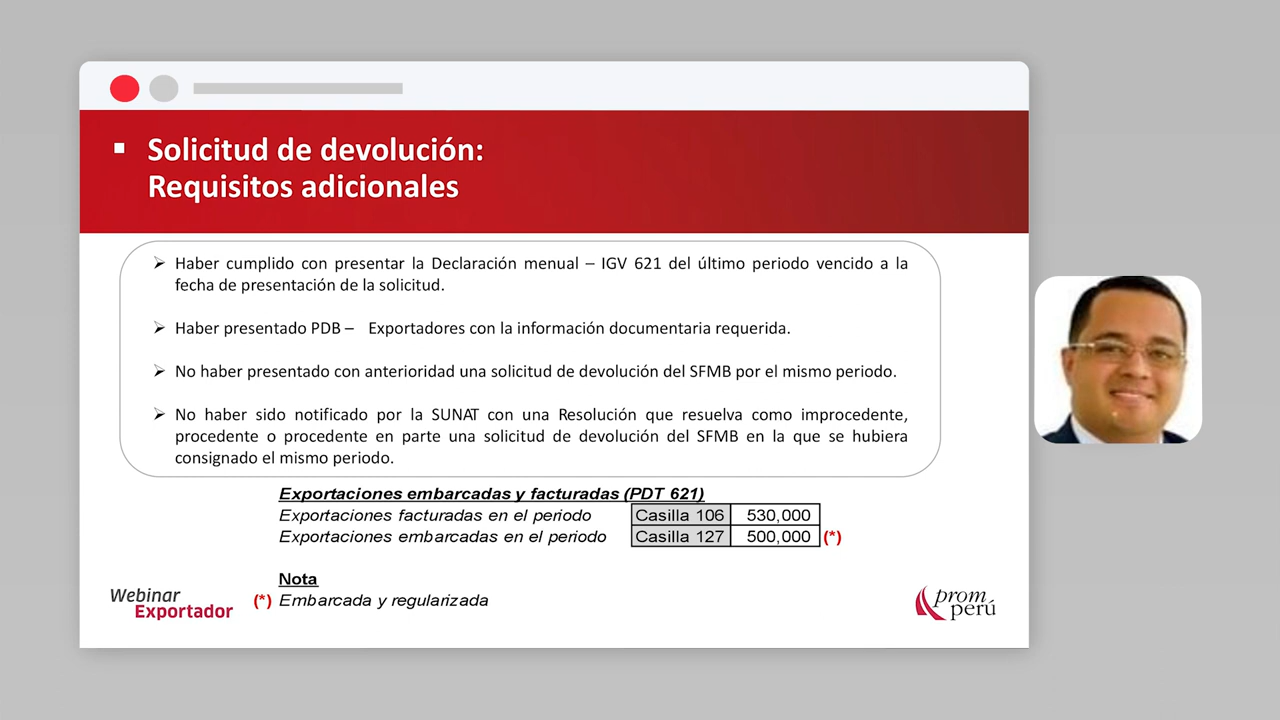 Solicitud de devolución:
Requisitos adicionales
Haber cumplido con presentar la Declaración menual – IGV 621 del último periodo vencido a la
fecha de presentación de la solicitud.
Haber presentado PDB – Exportadores con la información documentaria requerida.
No haber presentado con anterioridad una solicitud de devolución del SFMB por el mismo periodo.
No haber sido notificado por la SUNAT con una Resolución que resuelva como improcedente,
procedente o procedente en parte una solicitud de devolución del SFMB en la que se hubiera
consignado el mismo periodo.
Exportaciones embarcadas y facturadas (PDT 621)
Exportaciones facturadas en el periodo Casilla 106 530,000
Exportaciones embarcadas en el periodo Casilla 127 500,000 (*)
Nota
(*) Embarcada y regularizada
Webinar
Exportador
prom
perú